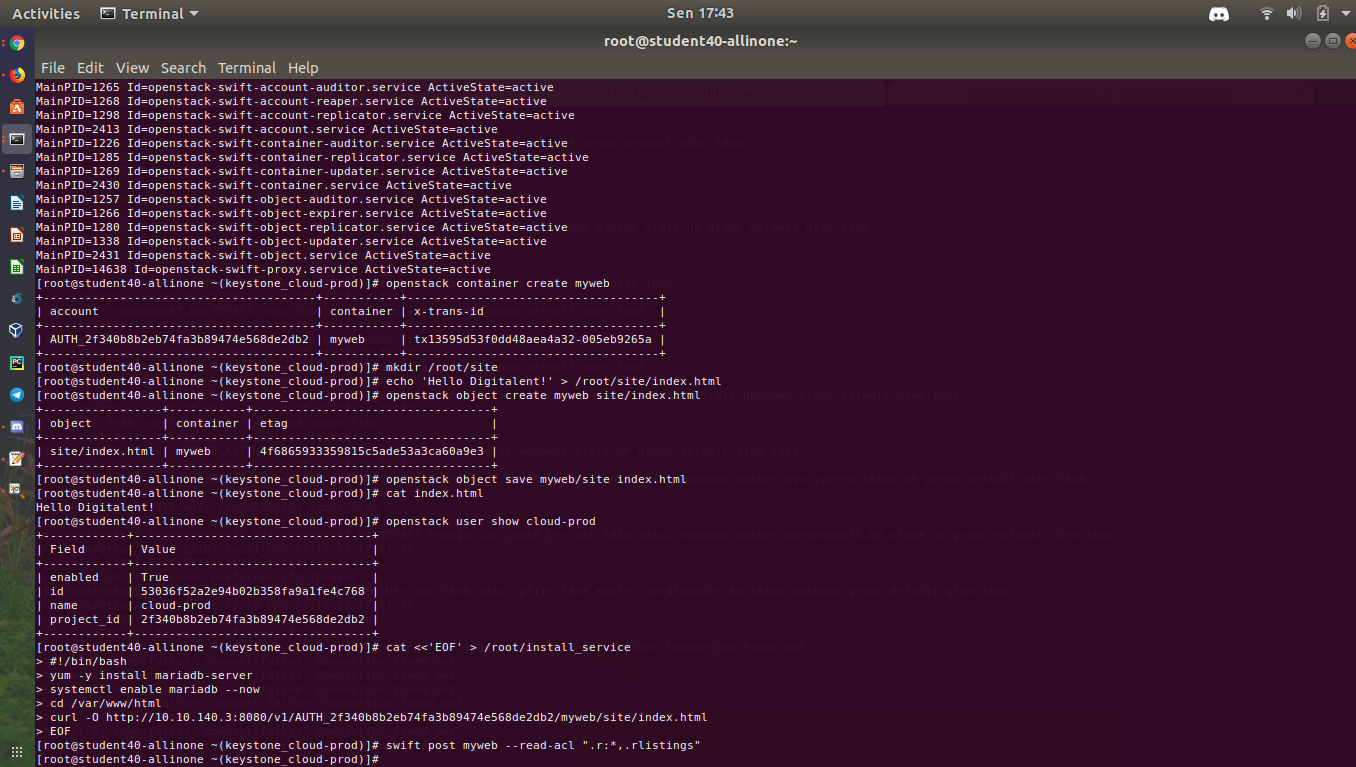 Activities Terminal Sen 17:43
root@student40-allinone:~
File Edit View Search Terminal Help
MainPID=1265 Id=openstack-swift-account-auditor.service ActiveState=active
MainPID=1268 Id=openstack-swift-account-reaper.service ActiveState=active
MainPID=1298 Id=openstack-swift-account-replicator.service ActiveState=active
MainPID=2413 Id=openstack-swift-account.service ActiveState=active
MainPID=1226 Id=openstack-swift-container-auditor.service ActiveState=active
MainPID=1285 Id=openstack-swift-container-replicator.service ActiveState=active
MainPID=1269 Id=openstack-swift-container-updater.service ActiveState=active
MainPID=2430 Id=openstack-swift-container.service ActiveState=active
MainPID=1257 Id=openstack-swift-object-auditor.service ActiveState=active
MainPID=1266 Id=openstack-swift-object-expirer.service ActiveState=active
MainPID=1280 Id=openstack-swift-object-replicator.service ActiveState=active
MainPID=1338 Id=openstack-swift-object-updater.service ActiveState=active
MainPID=2431 Id=openstack-swift-object.service ActiveState=active
MainPID=14638 Id=openstack-swift-proxy.service ActiveState=active
[root@student40-allinone ~(keystone_cloud-prod)]# openstack container create myweb
+---------------------------------------+-----------+------------------------------------+
| account | container | x-trans-id |
+---------------------------------------+-----------+------------------------------------+
| AUTH_2f340b8b2eb74fa3b89474e568de2db2 | myweb | tx13595d53f0dd48aea4a32-005eb9265a |
+---------------------------------------+-----------+------------------------------------+
[root@student40-allinone ~(keystone_cloud-prod)]# mkdir /root/site
[root@student40-allinone ~(keystone_cloud-prod)]# echo 'Hello Digitalent!' > /root/site/index.html
[root@student40-allinone ~(keystone_cloud-prod)]# openstack object create myweb site/index.html
+-----------------+-----------+----------------------------------+
| object | container | etag |
+-----------------+-----------+----------------------------------+
| site/index.html | myweb | 4f6865933359815c5ade53a3ca60a9e3 |
+-----------------+-----------+----------------------------------+
[root@student40-allinone ~(keystone_cloud-prod)]# openstack object save myweb/site index.html
[root@student40-allinone ~(keystone_cloud-prod)]# cat index.html
Hello Digitalent!
[root@student40-allinone ~(keystone_cloud-prod)]# openstack user show cloud-prod
+------------+----------------------------------+
| Field | Value |
+------------+----------------------------------+
| enabled | True |
| id | 53036f52a2e94b02b358fa9a1fe4c768 |
| name | cloud-prod |
| project_id | 2f340b8b2eb74fa3b89474e568de2db2 |
+------------+----------------------------------+
[root@student40-allinone ~(keystone_cloud-prod)]# cat <<'EOF' > /root/install_service
> #!/bin/bash
> yum -y install mariadb-server
> systemctl enable mariadb --now
> cd /var/www/html
> curl -O http://10.10.140.3:8080/v1/AUTH_2f340b8b2eb74fa3b89474e568de2db2/myweb/site/index.html
> EOF
[root@student40-allinone ~(keystone_cloud-prod)]# swift post myweb --read-acl ".r:*,.rlistings"
[root@student40-allinone ~(keystone_cloud-prod)]#